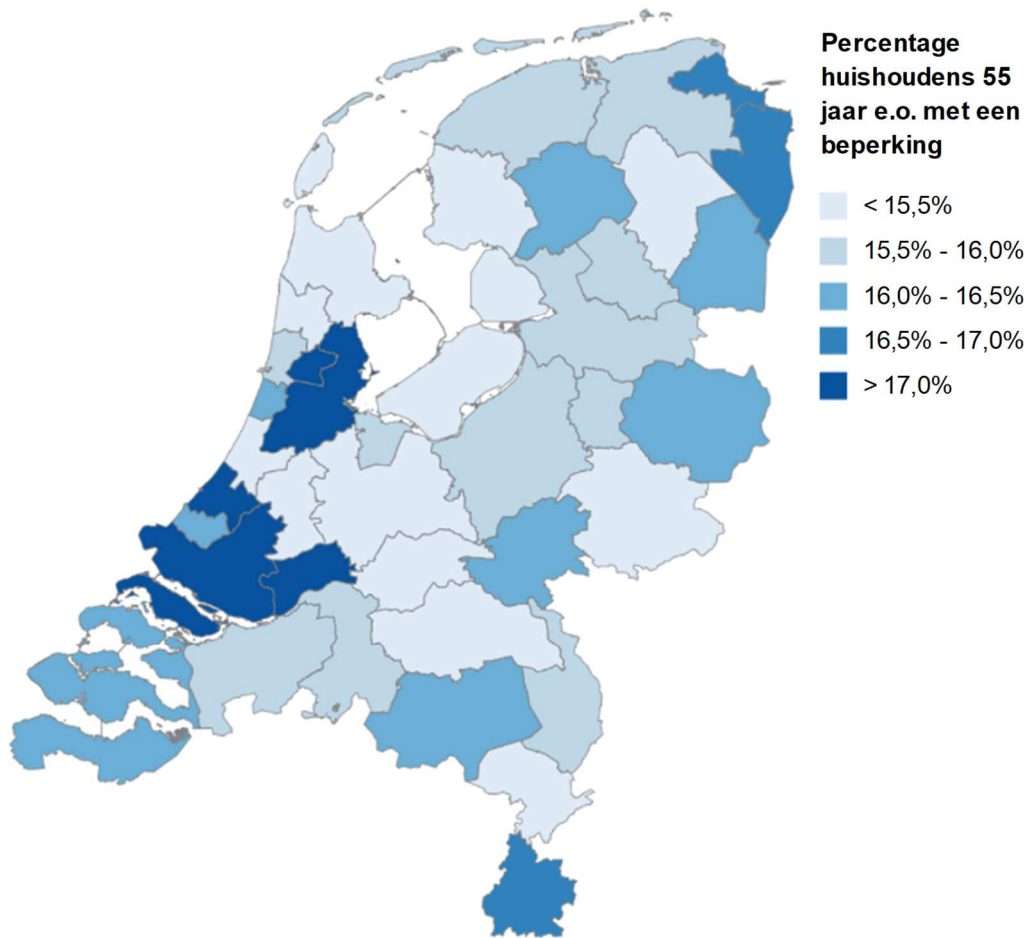 Percentage
huishoudens 55
jaar e.o. met een
beperking
< 15,5%
15,5% - 16,0%
16,0% - 16,5%
16,5% - 17,0%
> 17,0%